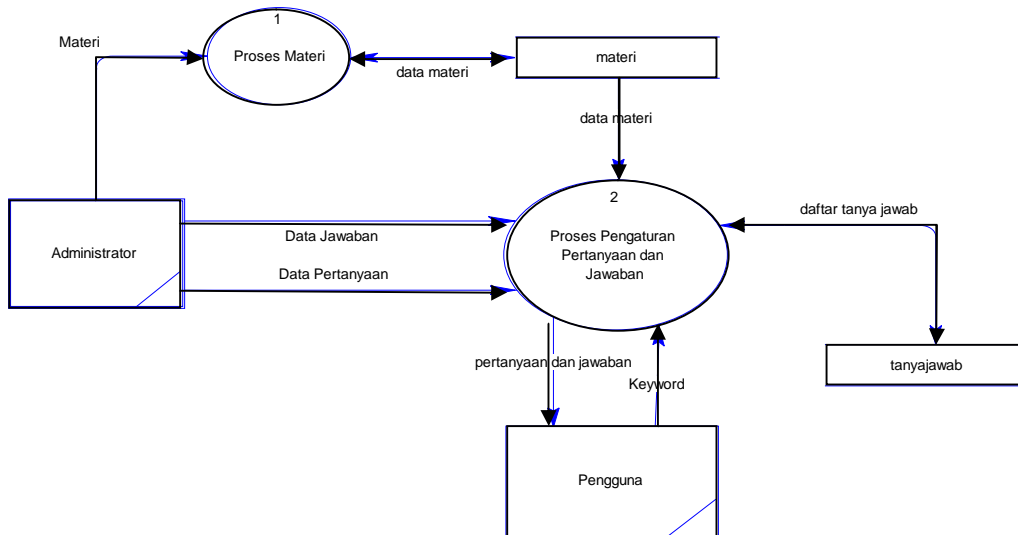 1
Materi
Proses Materi
materi
data materi
data materi
2
daftar tanya jawab
Data Jawaban
Proses Pengaturan
Pertanyaan dan
Jawaban
Administrator
Data Pertanyaan
pertanyaan dan jawaban
tanyajawab
Keyword
Pengguna